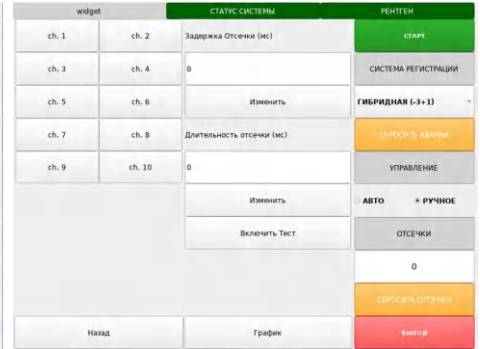 widget
СТАТУС СИСТЕМЫ
РЕНТГЕН
ch. 1
ch. 2
Задержка Отсечки (мс)
СТАРТ
ch. 3
ch. 4
0
СИСТЕМА РЕГИСТРАЦИИ
ch. 5
ch. 6
Изменить
ГИБРИДНАЯ (-3+1)
ch. 7
ch. 8
Длительность отсечки (мс)
СБРОСИТЬ АВАРИИ
ch. 9
ch. 10
0
УПРАВЛЕНИЕ
Изменить
АВТО
РУЧНОЕ
Включить Тест
ОТСЕЧКИ
0
СБРОСИТЬ ОТСЕЧКИ
Назад
График
ВЫХОД